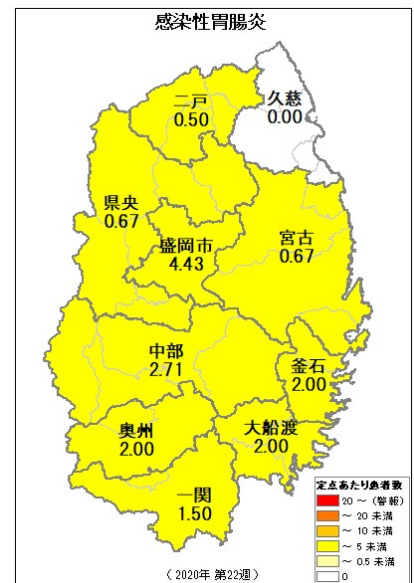 感染性胃腸炎
二戸
0.50
久慈
0.00
県央
0.67
盛岡市
4.43
宮古
0.67
中部
2.71
釜石
2.00
奥州
2.00
大船渡
2.00
一関
1.50
定点あたり患者数
20 ～ (警報)
～ 20 未満
～ 10 未満
～ 5 未満
～ 0.5 未満
0
(2020年 第22週)